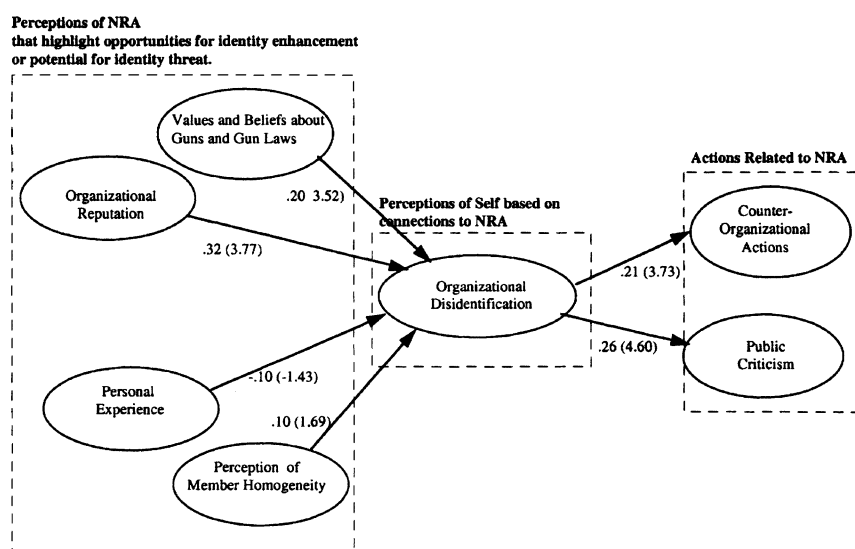 Perceptions of NRA
that highlight opportunities for identity enhancement
or potential for identity threat.
Values and Beliefs about
Guns and Gun Laws
Organizational
Reputation
.20 3.52)
.32 (3.77)
Personal
Experience
-.10 (-1.43)
.10 (1.69)
Perception of
Member Homogeneity
Perceptions of Self based on
connections to NRA
Organizational
Disidentification
Actions Related to NRA
Counter-
Organizational
Actions
.21 (3.73)
.26 (4.60)
Public
Criticism